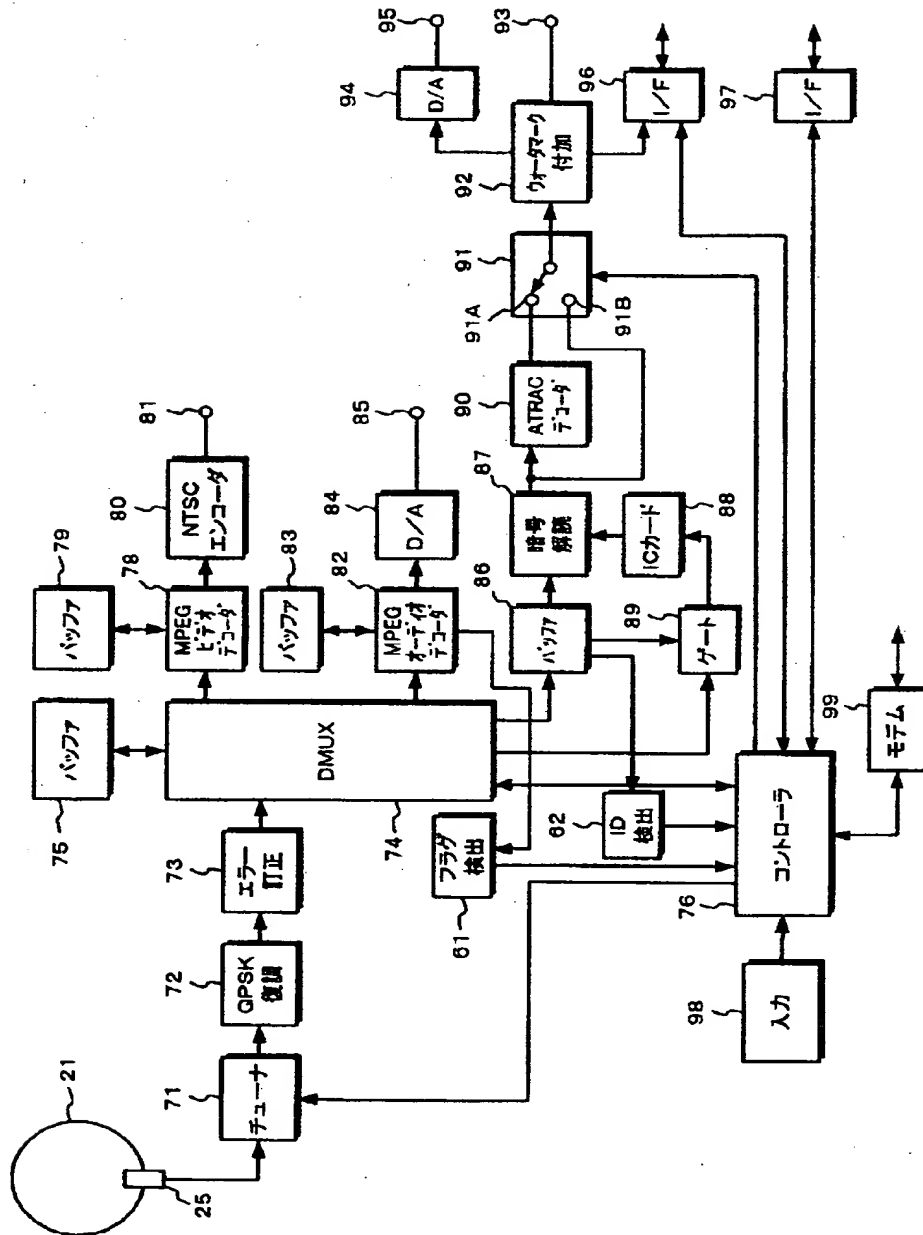 21
25
71
チューナ
72
QPSK
復調
73
エラー
訂正
74
DMUX
75
バッファ
79
バッファ
78
MPEG
ビデオ
デコーダ
80
NTSC
エンコーダ
81
83
バッファ
82
MPEG
オーディオ
デコーダ
84
D/A
85
61
フラグ
検出
62
ID
検出
86
バッファ
87
暗号
解読
88
ICカード
89
ゲート
90
ATRAC
デコーダ
91
91A
91B
92
ウォータマーク
付加
93
94
D/A
95
96
I/F
97
I/F
98
入力
76
コントローラ
99
モデム